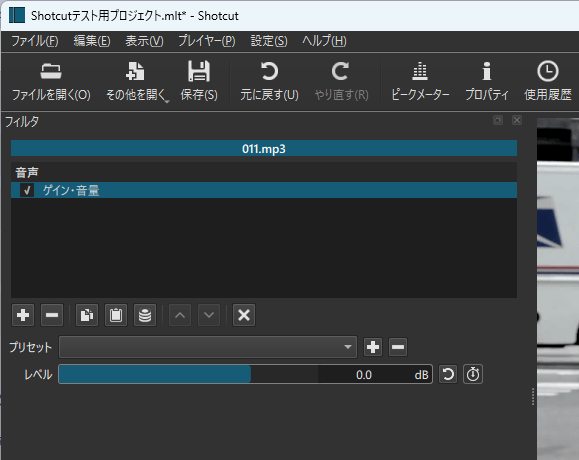 Shotcutテスト用プロジェクト.mlt* - Shotcut
ファイル(F) 編集(E) 表示(V) プレイヤー(P) 設定(S) ヘルプ(H)
ファイルを開く(O) その他を開く 保存(S) 元に戻す(U) やり直す(R) ピークメーター プロパティ 使用履歴
フィルタ
011.mp3
音声
ゲイン・音量
プリセット
レベル 0.0 dB